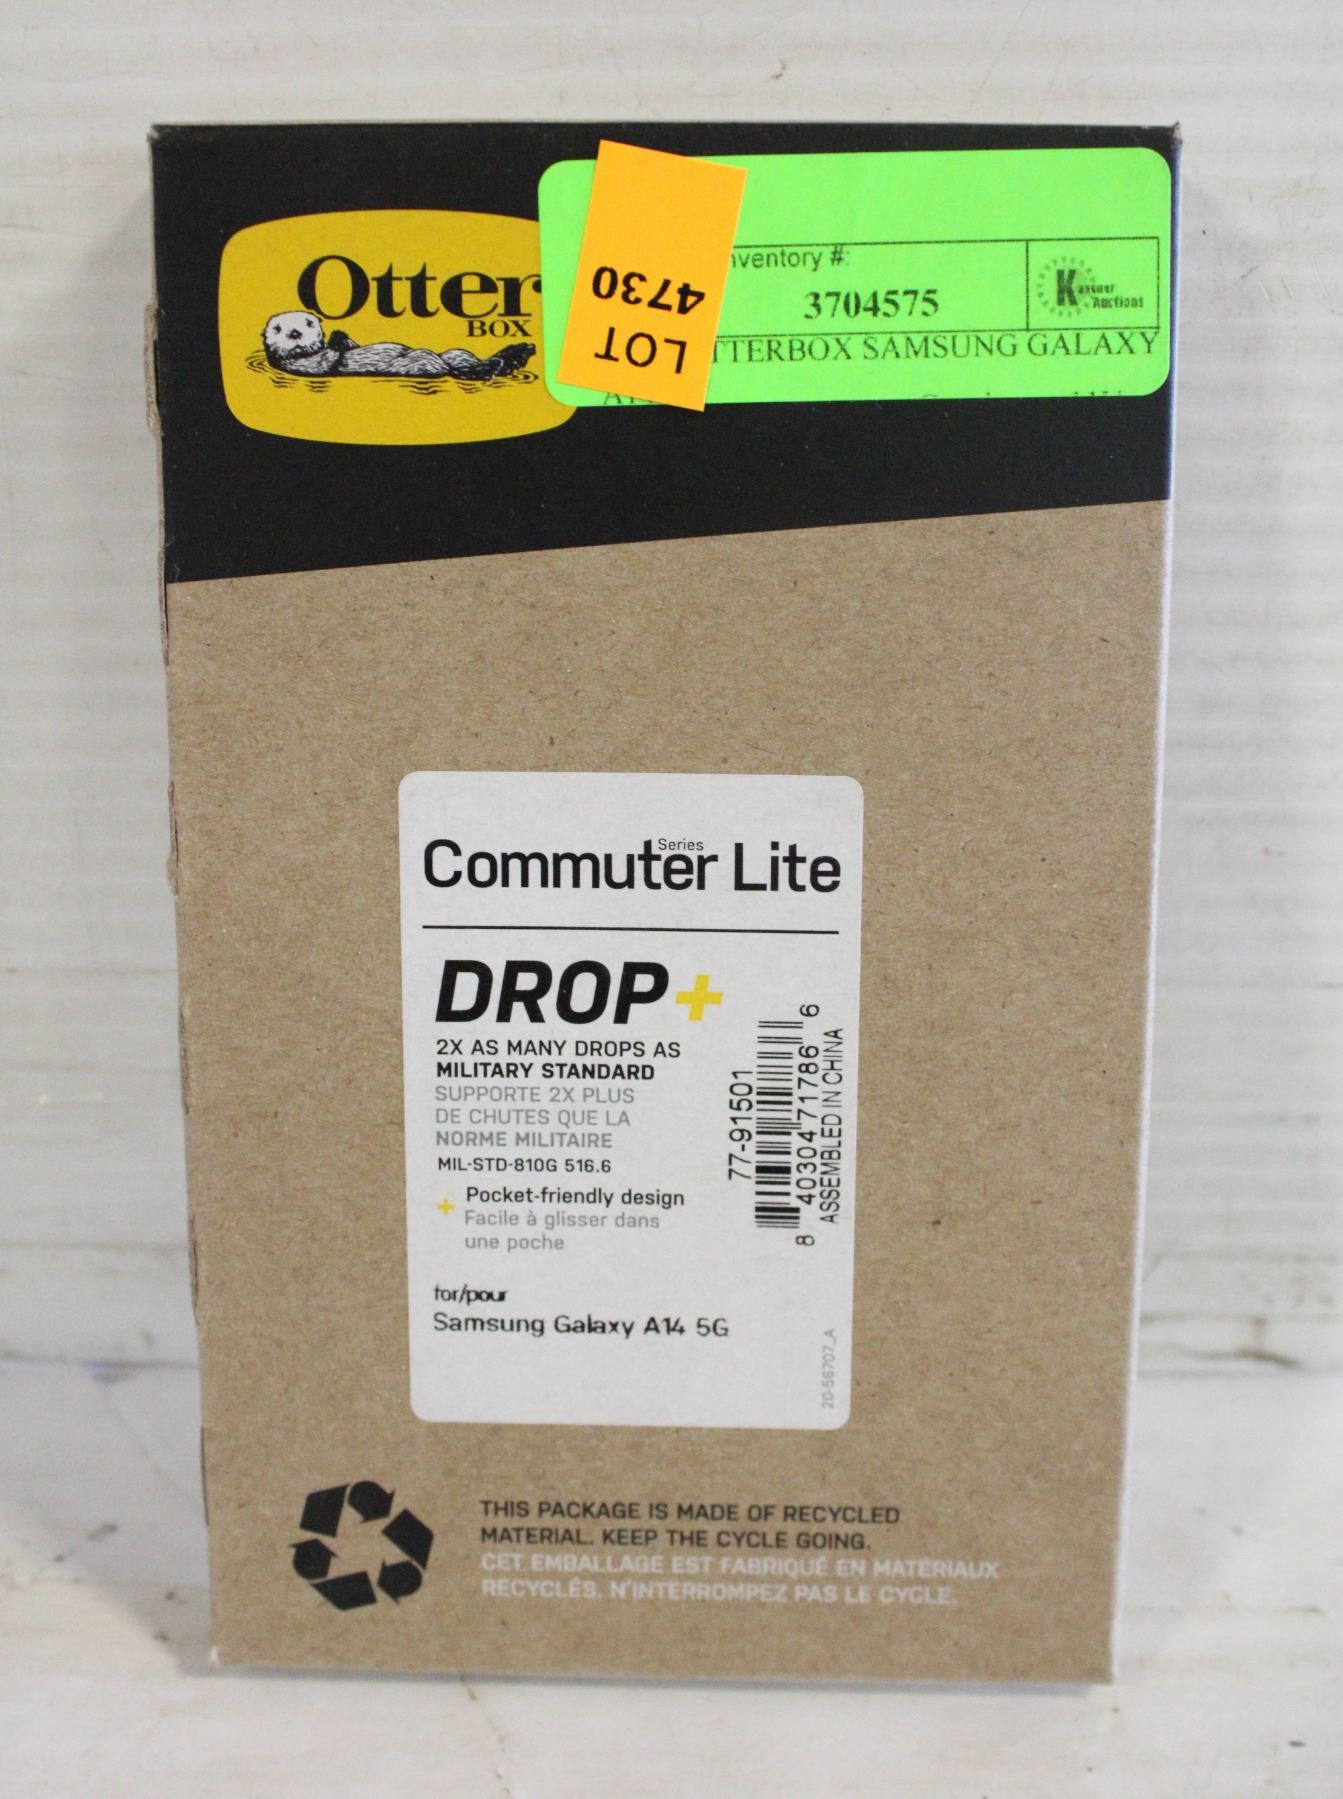 Otter
BOX
LOT
4730
nventory #:
3704575
Kastner
Auctions
TTERBOX SAMSUNG GALAXY
Series
Commuter Lite
DROP+
2X AS MANY DROPS AS
MILITARY STANDARD
SUPPORTE 2X PLUS
DE CHUTES QUE LA
NORME MILITAIRE
MIL-STD-810G 516.6
+ Pocket-friendly design
Facile à glisser dans
une poche
for/pour
Samsung Galaxy A14 5G
77-91501
8 40304 71786 6
ASSEMBLED IN CHINA
20-56707_A
THIS PACKAGE IS MADE OF RECYCLED
MATERIAL. KEEP THE CYCLE GOING.
CET EMBALLAGE EST FABRIQUÉ EN MATÉRIAUX
RECYCLÉS. N'INTERROMPEZ PAS LE CYCLE.